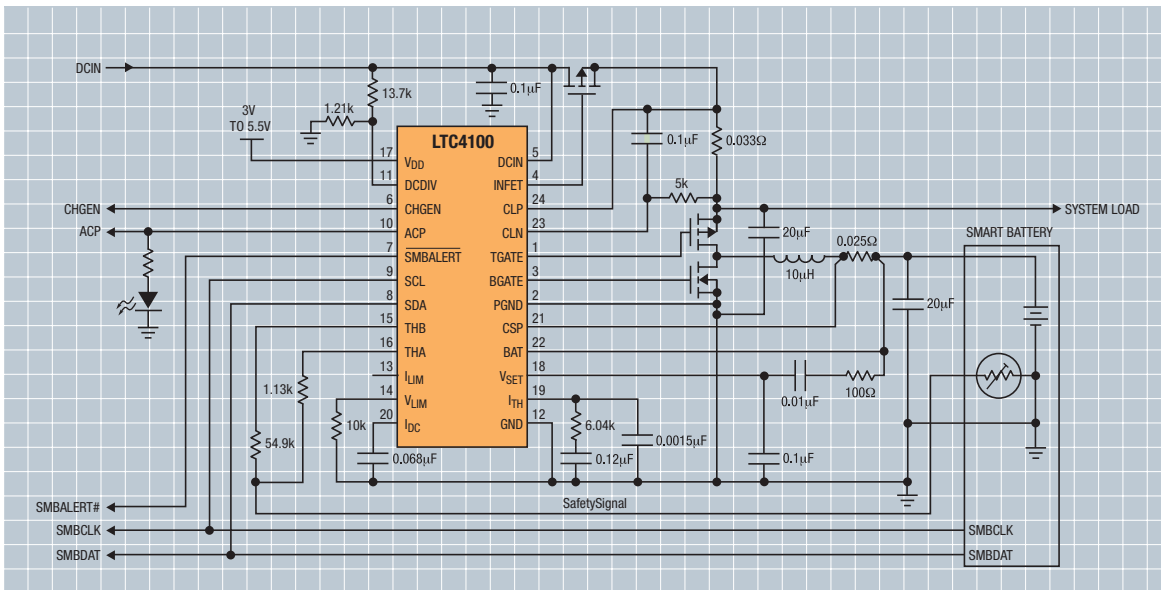 DCIN
0.1µF
13.7k
1.21k
3V
TO 5.5V
LTC4100
17
VDD
DCIN
5
11
DCDIV
INFET
4
6
CHGEN
CLP
24
10
ACP
CLN
23
7
SMBALERT
TGATE
1
9
SCL
BGATE
3
8
SDA
PGND
2
15
THB
CSP
21
16
THA
BAT
22
13
ILIM
VSET
18
14
VLIM
ITH
19
20
IDC
GND
12
CHGEN
ACP
0.1µF
0.033Ω
5k
SYSTEM LOAD
20µF
0.025Ω
10µH
SMART BATTERY
20µF
1.13k
54.9k
10k
0.068µF
6.04k
0.12µF
0.0015µF
0.01µF
100Ω
0.1µF
SafetySignal
SMBALERT#
SMBCLK
SMBDAT
SMBCLK
SMBDAT